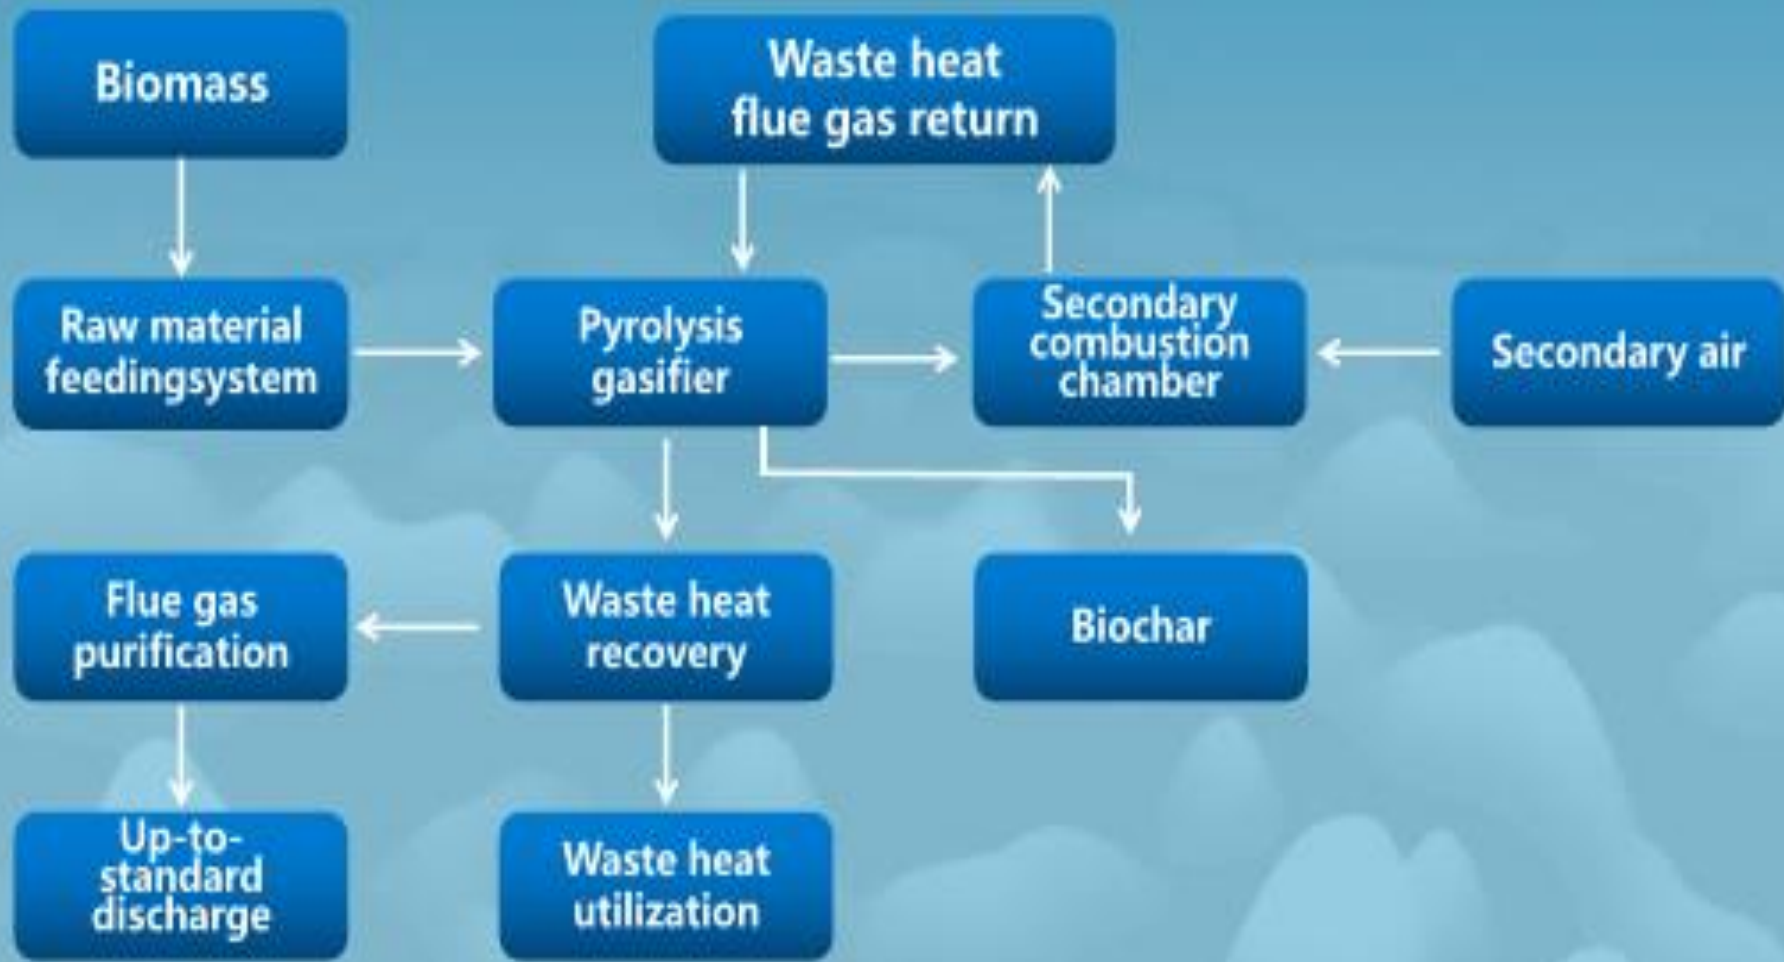 Biomass
Waste heat
flue gas return
Raw material
feedingsystem
Pyrolysis
gasifier
Secondary
combustion
chamber
Secondary air
Flue gas
purification
Waste heat
recovery
Biochar
Up-to-
standard
discharge
Waste heat
utilization